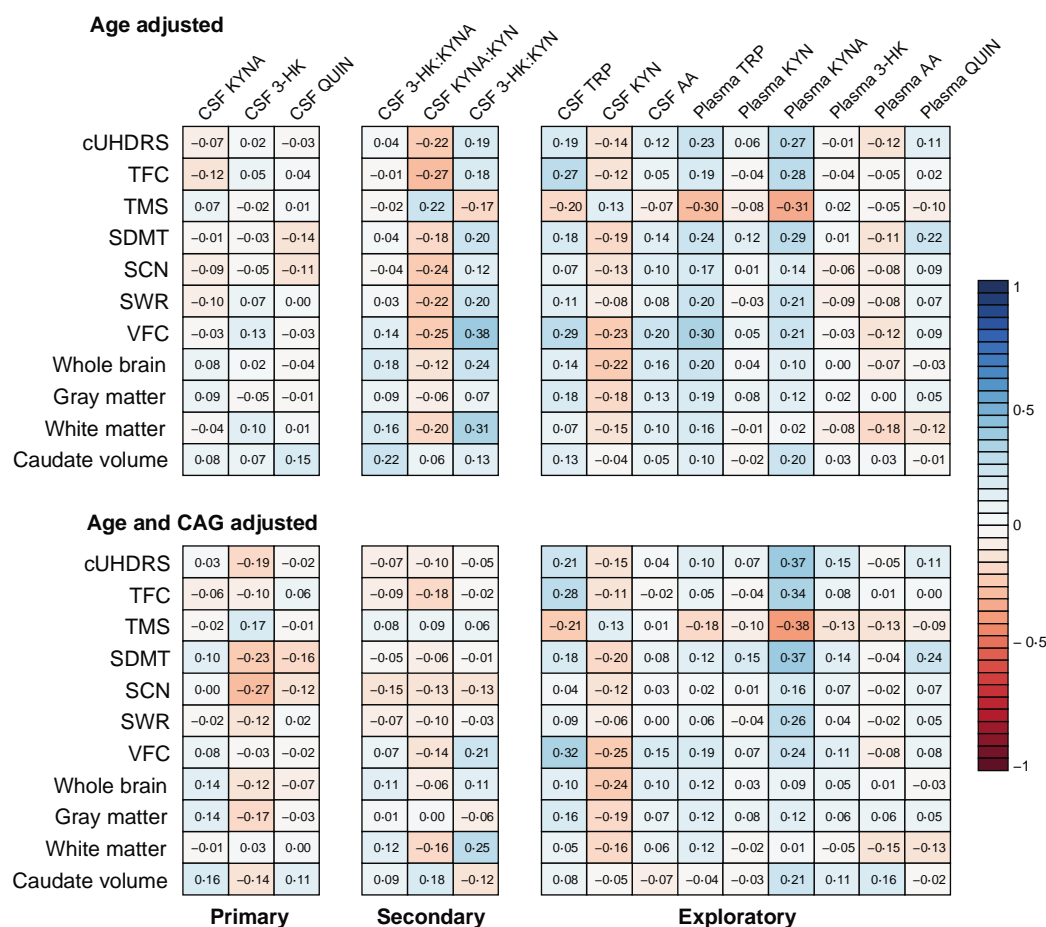 Age adjusted
CSF KYNA CSF 3-HK CSF QUIN CSF 3-HK:KYNA CSF KYNA:KYN CSF 3-HK:KYN CSF TRP CSF KYN CSF AA Plasma TRP Plasma KYN Plasma KYNA Plasma 3-HK Plasma AA Plasma QUIN
cUHDRS −0·07 0·02 −0·03 0·04 −0·22 0·19 0·19 −0·14 0·12 0·23 0·06 0·27 −0·01 −0·12 0·11
TFC −0·12 0·05 0·04 −0·01 −0·27 0·18 0·27 −0·12 0·05 0·19 −0·04 0·28 −0·04 −0·05 0·02
TMS 0·07 −0·02 0·01 −0·02 0·22 −0·17 −0·20 0·13 −0·07 −0·30 −0·08 −0·31 0·02 −0·05 −0·10
SDMT −0·01 −0·03 −0·14 0·04 −0·18 0·20 0·18 −0·19 0·14 0·24 0·12 0·29 0·01 −0·11 0·22
SCN −0·09 −0·05 −0·11 −0·04 −0·24 0·12 0·07 −0·13 0·10 0·17 0·01 0·14 −0·06 −0·08 0·09
SWR −0·10 0·07 0·00 0·03 −0·22 0·20 0·11 −0·08 0·08 0·20 −0·03 0·21 −0·09 −0·08 0·07
VFC −0·03 0·13 −0·03 0·14 −0·25 0·38 0·29 −0·23 0·20 0·30 0·05 0·21 −0·03 −0·12 0·09
Whole brain 0·08 0·02 −0·04 0·18 −0·12 0·24 0·14 −0·22 0·16 0·20 0·04 0·10 0·00 −0·07 −0·03
Gray matter 0·09 −0·05 −0·01 0·09 −0·06 0·07 0·18 −0·18 0·13 0·19 0·08 0·12 0·02 0·00 0·05
White matter −0·04 0·10 0·01 0·16 −0·20 0·31 0·07 −0·15 0·10 0·16 −0·01 0·02 −0·08 −0·18 −0·12
Caudate volume 0·08 0·07 0·15 0·22 0·06 0·13 0·13 −0·04 0·05 0·10 −0·02 0·20 0·03 0·03 −0·01
Age and CAG adjusted
cUHDRS 0·03 −0·19 −0·02 −0·07 −0·10 −0·05 0·21 −0·15 0·04 0·10 0·07 0·37 0·15 −0·05 0·11
TFC −0·06 −0·10 0·06 −0·09 −0·18 −0·02 0·28 −0·11 −0·02 0·05 −0·04 0·34 0·08 0·01 0·00
TMS −0·02 0·17 −0·01 0·08 0·09 0·06 −0·21 0·13 0·01 −0·18 −0·10 −0·38 −0·13 −0·13 −0·09
SDMT 0·10 −0·23 −0·16 −0·05 −0·06 −0·01 0·18 −0·20 0·08 0·12 0·15 0·37 0·14 −0·04 0·24
SCN 0·00 −0·27 −0·12 −0·15 −0·13 −0·13 0·04 −0·12 0·03 0·02 0·01 0·16 0·07 −0·02 0·07
SWR −0·02 −0·12 0·02 −0·07 −0·10 −0·03 0·09 −0·06 0·00 0·06 −0·04 0·26 0·04 −0·02 0·05
VFC 0·08 −0·03 −0·02 0·07 −0·14 0·21 0·32 −0·25 0·15 0·19 0·07 0·24 0·11 −0·08 0·08
Whole brain 0·14 −0·12 −0·07 0·11 −0·06 0·11 0·10 −0·24 0·10 0·12 0·03 0·09 0·05 0·01 −0·03
Gray matter 0·14 −0·17 −0·03 0·01 0·00 −0·06 0·16 −0·19 0·07 0·12 0·08 0·12 0·06 0·06 0·05
White matter −0·01 0·03 0·00 0·12 −0·16 0·25 0·05 −0·16 0·06 0·12 −0·02 0·01 −0·05 −0·15 −0·13
Caudate volume 0·16 −0·14 0·11 0·09 0·18 −0·12 0·08 −0·05 −0·07 −0·04 −0·03 0·21 0·11 0·16 −0·02
Primary Secondary Exploratory
1
0·5
0
−0·5
−1